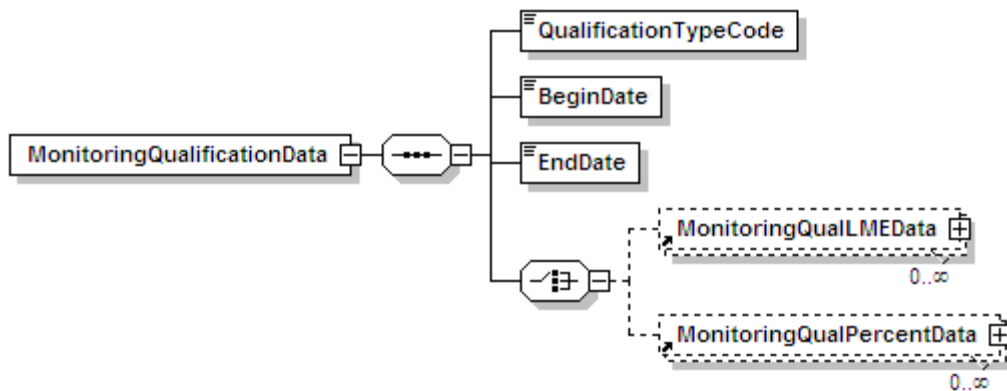 QualificationTypeCode
BeginDate
MonitoringQualificationData
EndDate
MonitoringQualLMEData
0..∞
MonitoringQualPercentData
0..∞